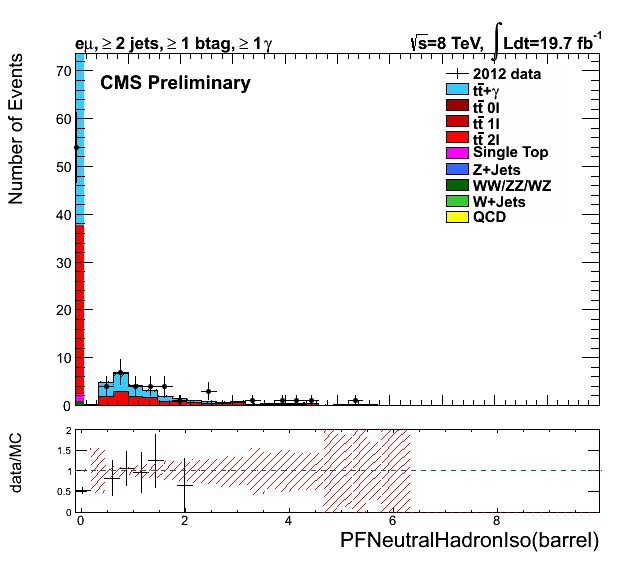 eμ, ≥ 2 jets, ≥ 1 btag, ≥ 1 γ
√s=8 TeV, ∫ Ldt=19.7 fb⁻¹
CMS Preliminary
Number of Events
70
60
50
40
30
20
10
0
2012 data
tt̄+γ
tt̄ 0l
tt̄ 1l
tt̄ 2l
Single Top
Z+Jets
WW/ZZ/WZ
W+Jets
QCD
data/MC
2
1.5
1
0.5
0
0 2 4 6 8
PFNeutralHadronIso(barrel)